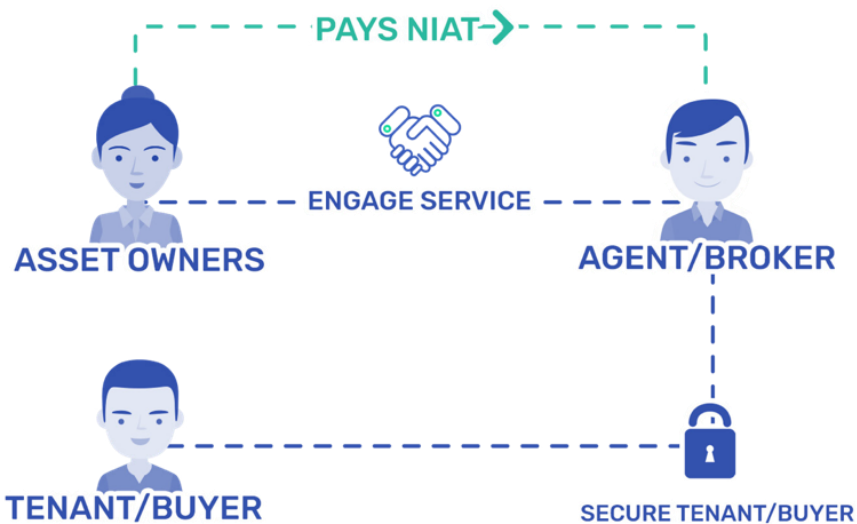 PAYS NIAT
ENGAGE SERVICE
ASSET OWNERS
AGENT/BROKER
TENANT/BUYER
SECURE TENANT/BUYER